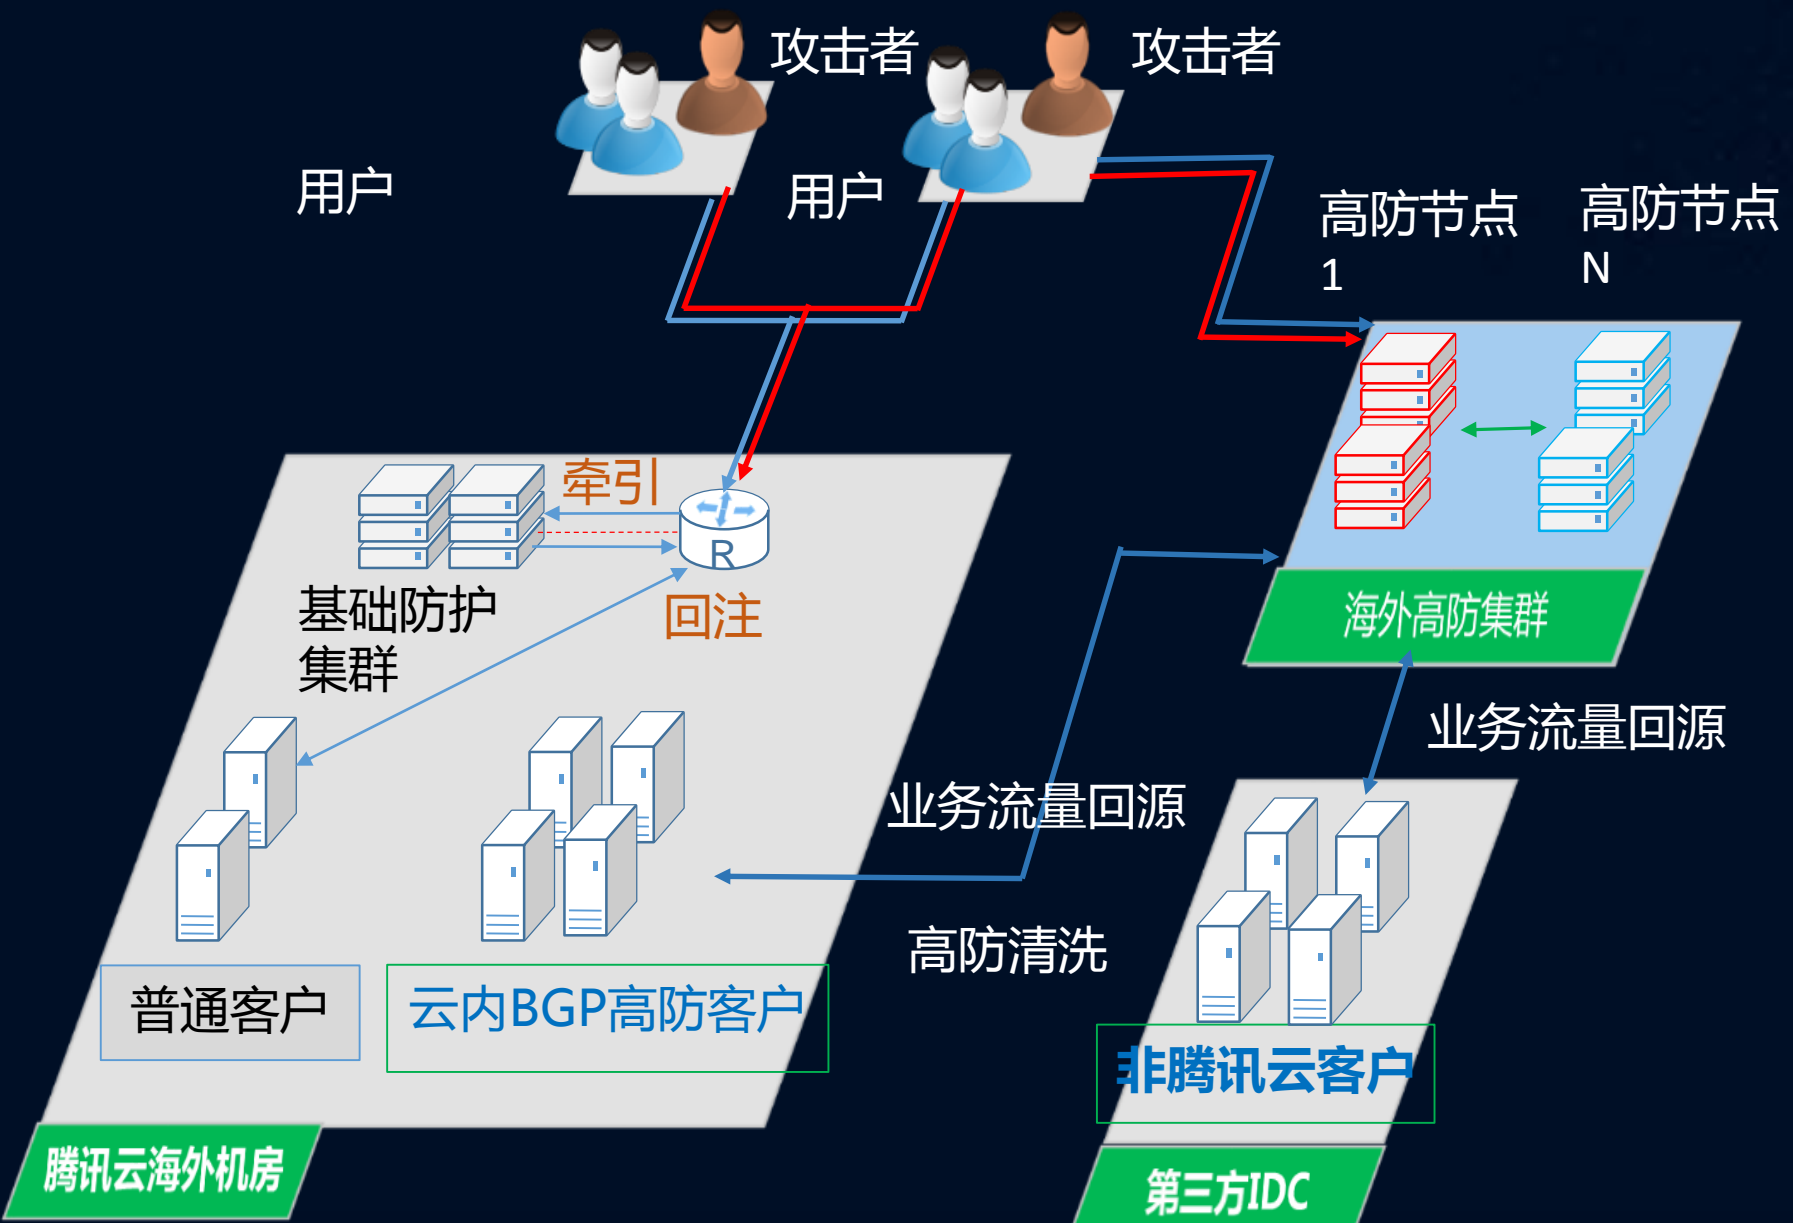 攻击者
攻击者
用户
用户
高防节点
1
高防节点
N
牵引
R
回注
基础防护
集群
海外高防集群
业务流量回源
业务流量回源
高防清洗
普通客户
云内BGP高防客户
非腾讯云客户
腾讯云海外机房
第三方IDC